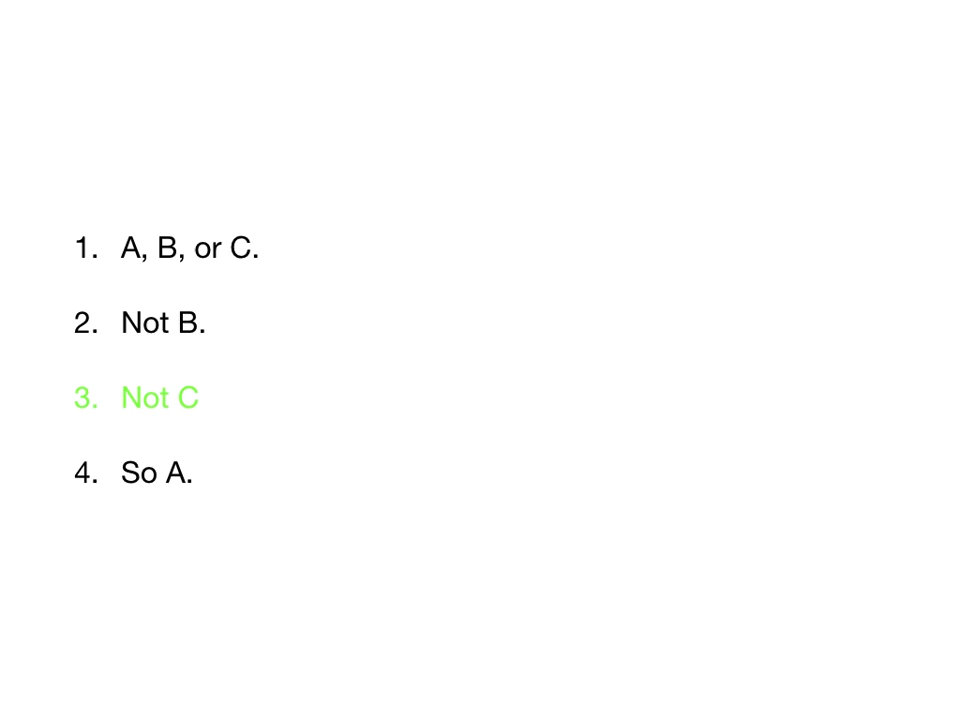 1. A, B, or C.
2. Not B.
3. Not C
4. So A.